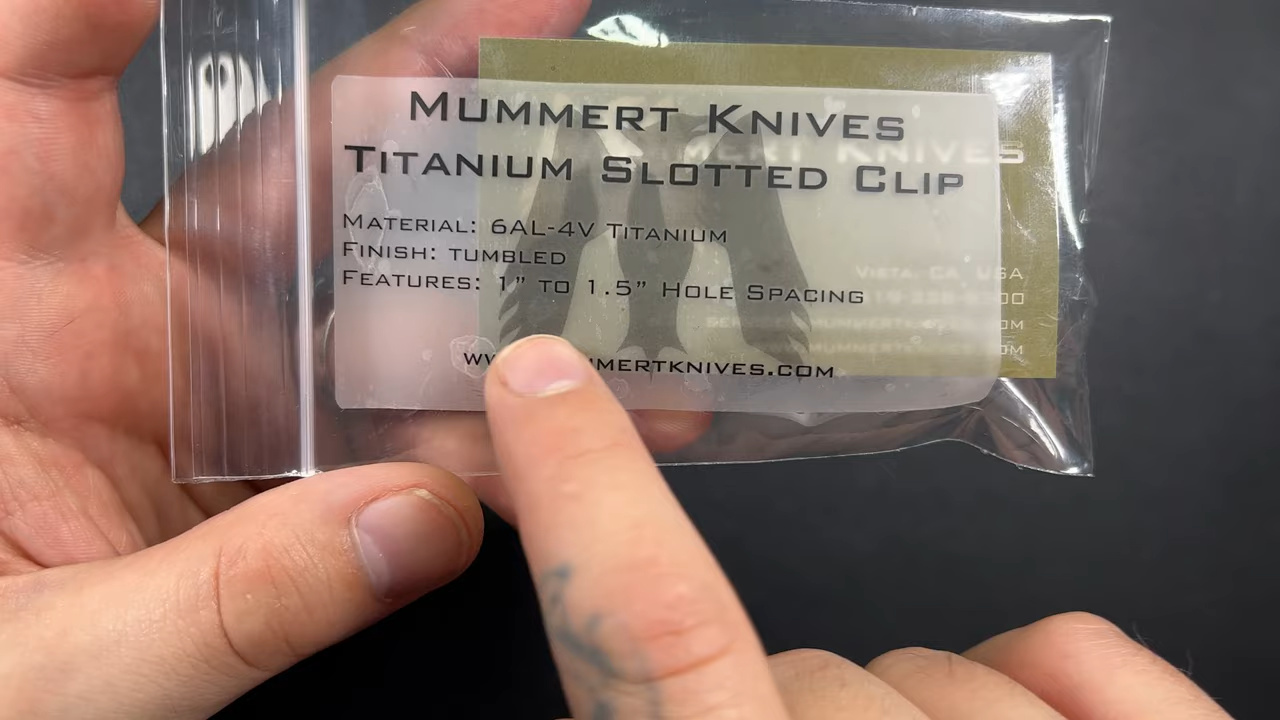 MUMMERT KNIVES
TITANIUM SLOTTED CLIP
MATERIAL: 6AL-4V TITANIUM
FINISH: TUMBLED
FEATURES: 1” TO 1.5” HOLE SPACING
KNIVES
VISTA, CA USA